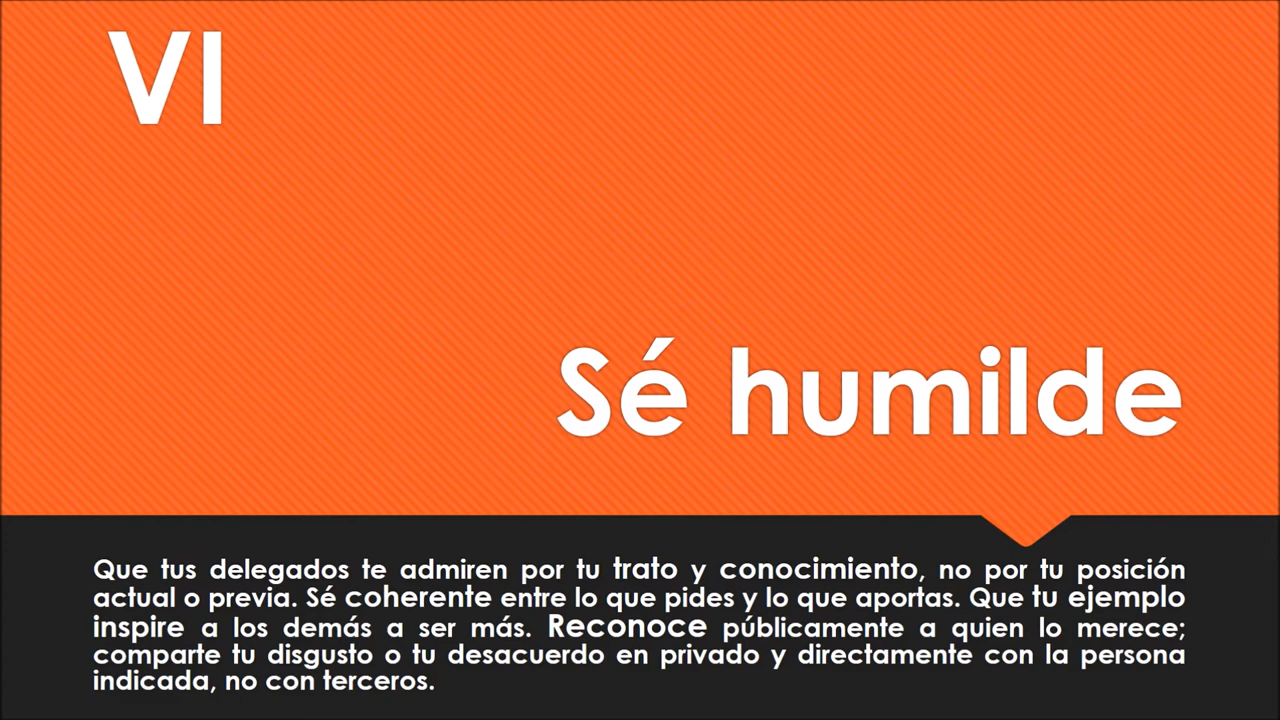 VI
Sé humilde
Que tus delegados te admiren por tu trato y conocimiento, no por tu posición
actual o previa. Sé coherente entre lo que pides y lo que aportas. Que tu ejemplo
inspire a los demás a ser más. Reconoce públicamente a quien lo merece;
comparte tu disgusto o tu desacuerdo en privado y directamente con la persona
indicada, no con terceros.